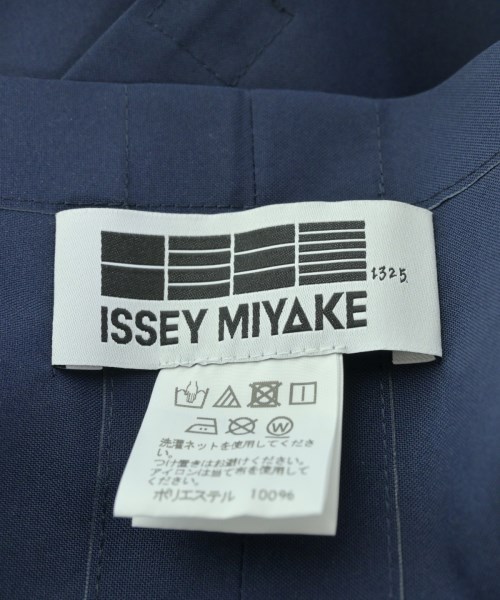 132 5.
ISSEY MIYAKE
W
洗濯ネットを使用してくださ
い。
つけ置きはお避けください。
アイロンは当て布を使用してくださ
い。
ポリエステル 100%